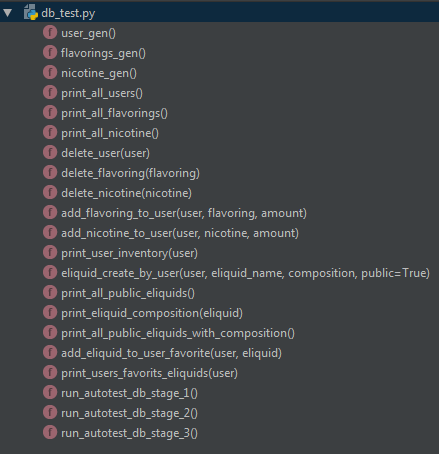 db_test.py
f user_gen()
f flavorings_gen()
f nicotine_gen()
f print_all_users()
f print_all_flavorings()
f print_all_nicotine()
f delete_user(user)
f delete_flavoring(flavoring)
f delete_nicotine(nicotine)
f add_flavoring_to_user(user, flavoring, amount)
f add_nicotine_to_user(user, nicotine, amount)
f print_user_inventory(user)
f eliquid_create_by_user(user, eliquid_name, composition, public=True)
f print_all_public_eliquids()
f print_eliquid_composition(eliquid)
f print_all_public_eliquids_with_composition()
f add_eliquid_to_user_favorite(user, eliquid)
f print_users_favorits_eliquids(user)
f run_autotest_db_stage_1()
f run_autotest_db_stage_2()
f run_autotest_db_stage_3()